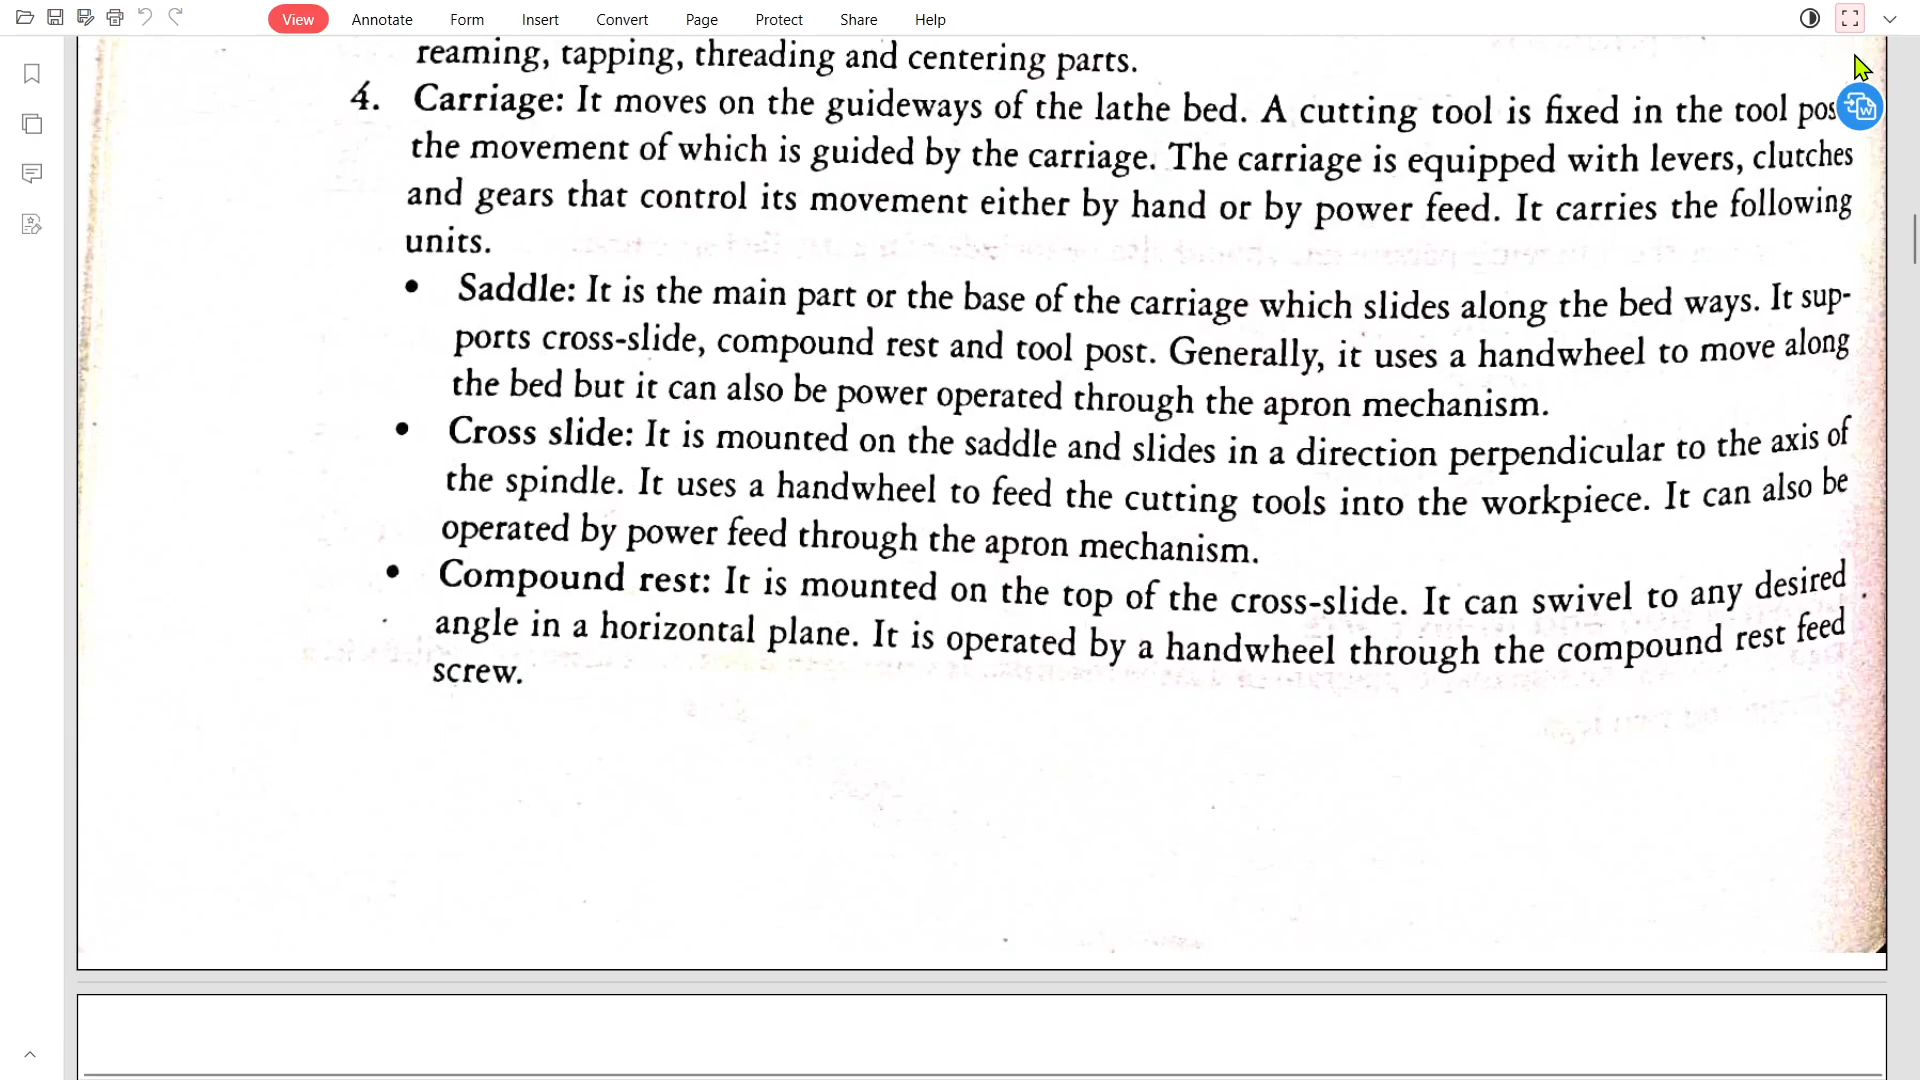 View Annotate Form Insert Convert Page Protect Share Help
reaming, tapping, threading and centering parts.
4. Carriage: It moves on the guideways of the lathe bed. A cutting tool is fixed in the tool pos
the movement of which is guided by the carriage. The carriage is equipped with levers, clutches
and gears that control its movement either by hand or by power feed. It carries the following
units.
• Saddle: It is the main part or the base of the carriage which slides along the bed ways. It sup-
ports cross-slide, compound rest and tool post. Generally, it uses a handwheel to move along
the bed but it can also be power operated through the apron mechanism.
• Cross slide: It is mounted on the saddle and slides in a direction perpendicular to the axis of
the spindle. It uses a handwheel to feed the cutting tools into the workpiece. It can also be
operated by power feed through the apron mechanism.
• Compound rest: It is mounted on the top of the cross-slide. It can swivel to any desired
angle in a horizontal plane. It is operated by a handwheel through the compound rest feed
screw.